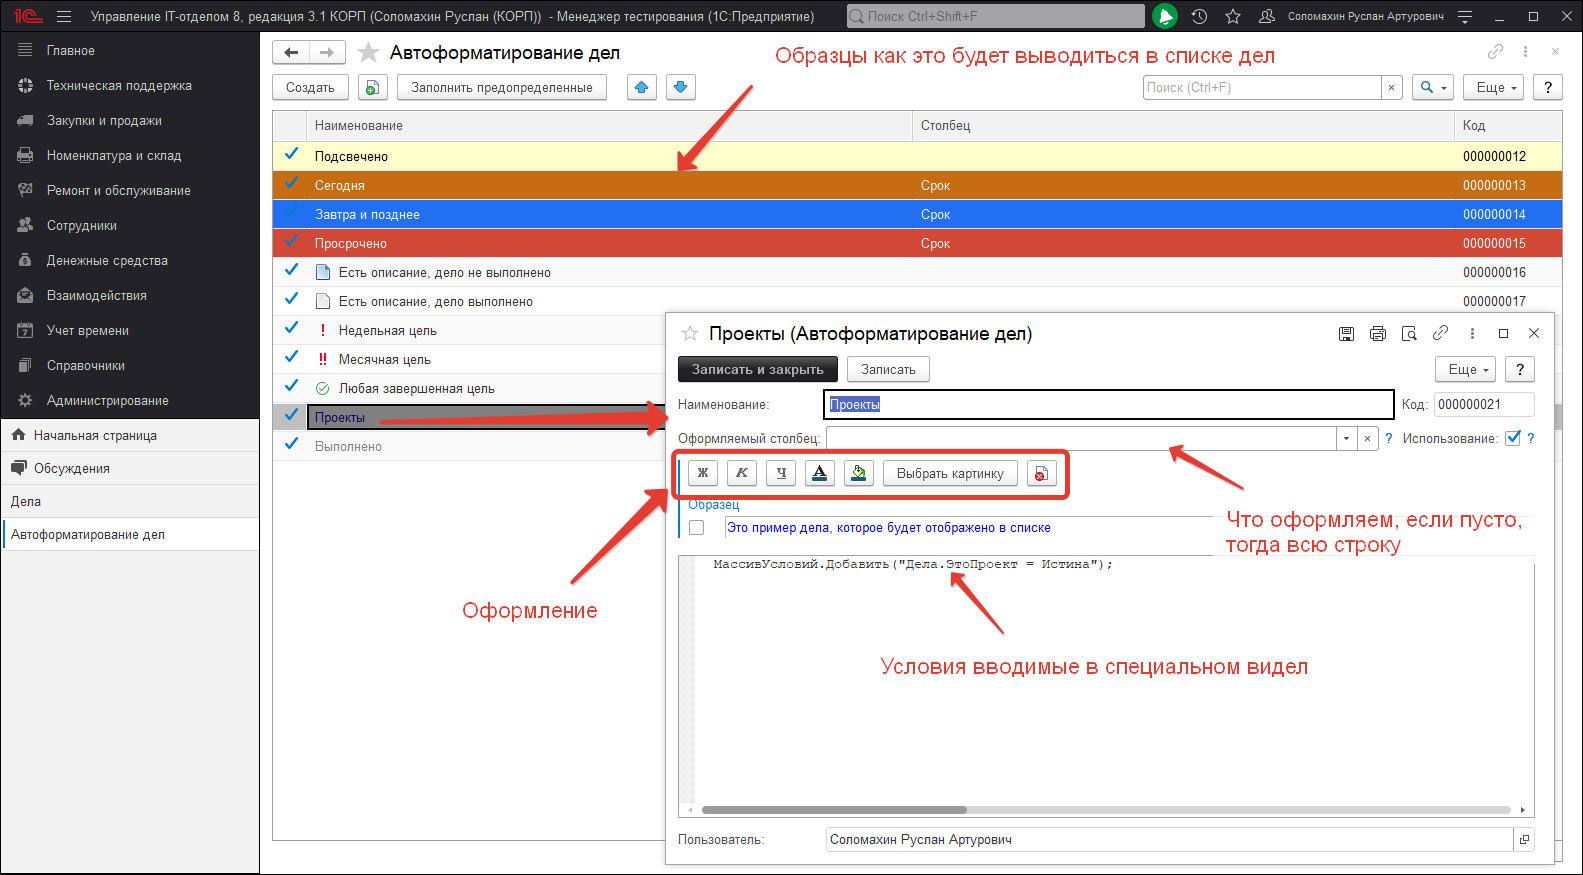 1С Управление IT-отделом 8, редакция 3.1 КОРП (Соломахин Руслан (КОРП)) - Менеджер тестирования (1С:Предприятие) Поиск Ctrl+Shift+F Соломахин Руслан Артурович
Главное
Техническая поддержка
Закупки и продажи
Номенклатура и склад
Ремонт и обслуживание
Сотрудники
Денежные средства
Взаимодействия
Учет времени
Справочники
Администрирование
Начальная страница
Обсуждения
Дела
Автоформатирование дел
Автоформатирование дел
Образцы как это будет выводиться в списке дел
Создать Заполнить предопределенные Поиск (Ctrl+F) × Еще ?
Наименование Столбец Код
Подсвечено 000000012
Сегодня Срок 000000013
Завтра и позднее Срок 000000014
Просрочено Срок 000000015
Есть описание, дело не выполнено 000000016
Есть описание, дело выполнено 000000017
! Недельная цель
!! Месячная цель
Любая завершенная цель
Проекты
Выполнено
Проекты (Автоформатирование дел)
Записать и закрыть Записать Еще ?
Наименование: Проекты Код: 000000021
Оформляемый столбец: × ? Использование: ?
Ж К Ч А Выбрать картинку
Образец
Это пример дела, которое будет отображено в списке
Что оформляем, если пусто,
тогда всю строку
МассивУсловий.Добавить("Дела.ЭтоПроект = Истина");
Оформление
Условия вводимые в специальном видел
Пользователь: Соломахин Руслан Артурович